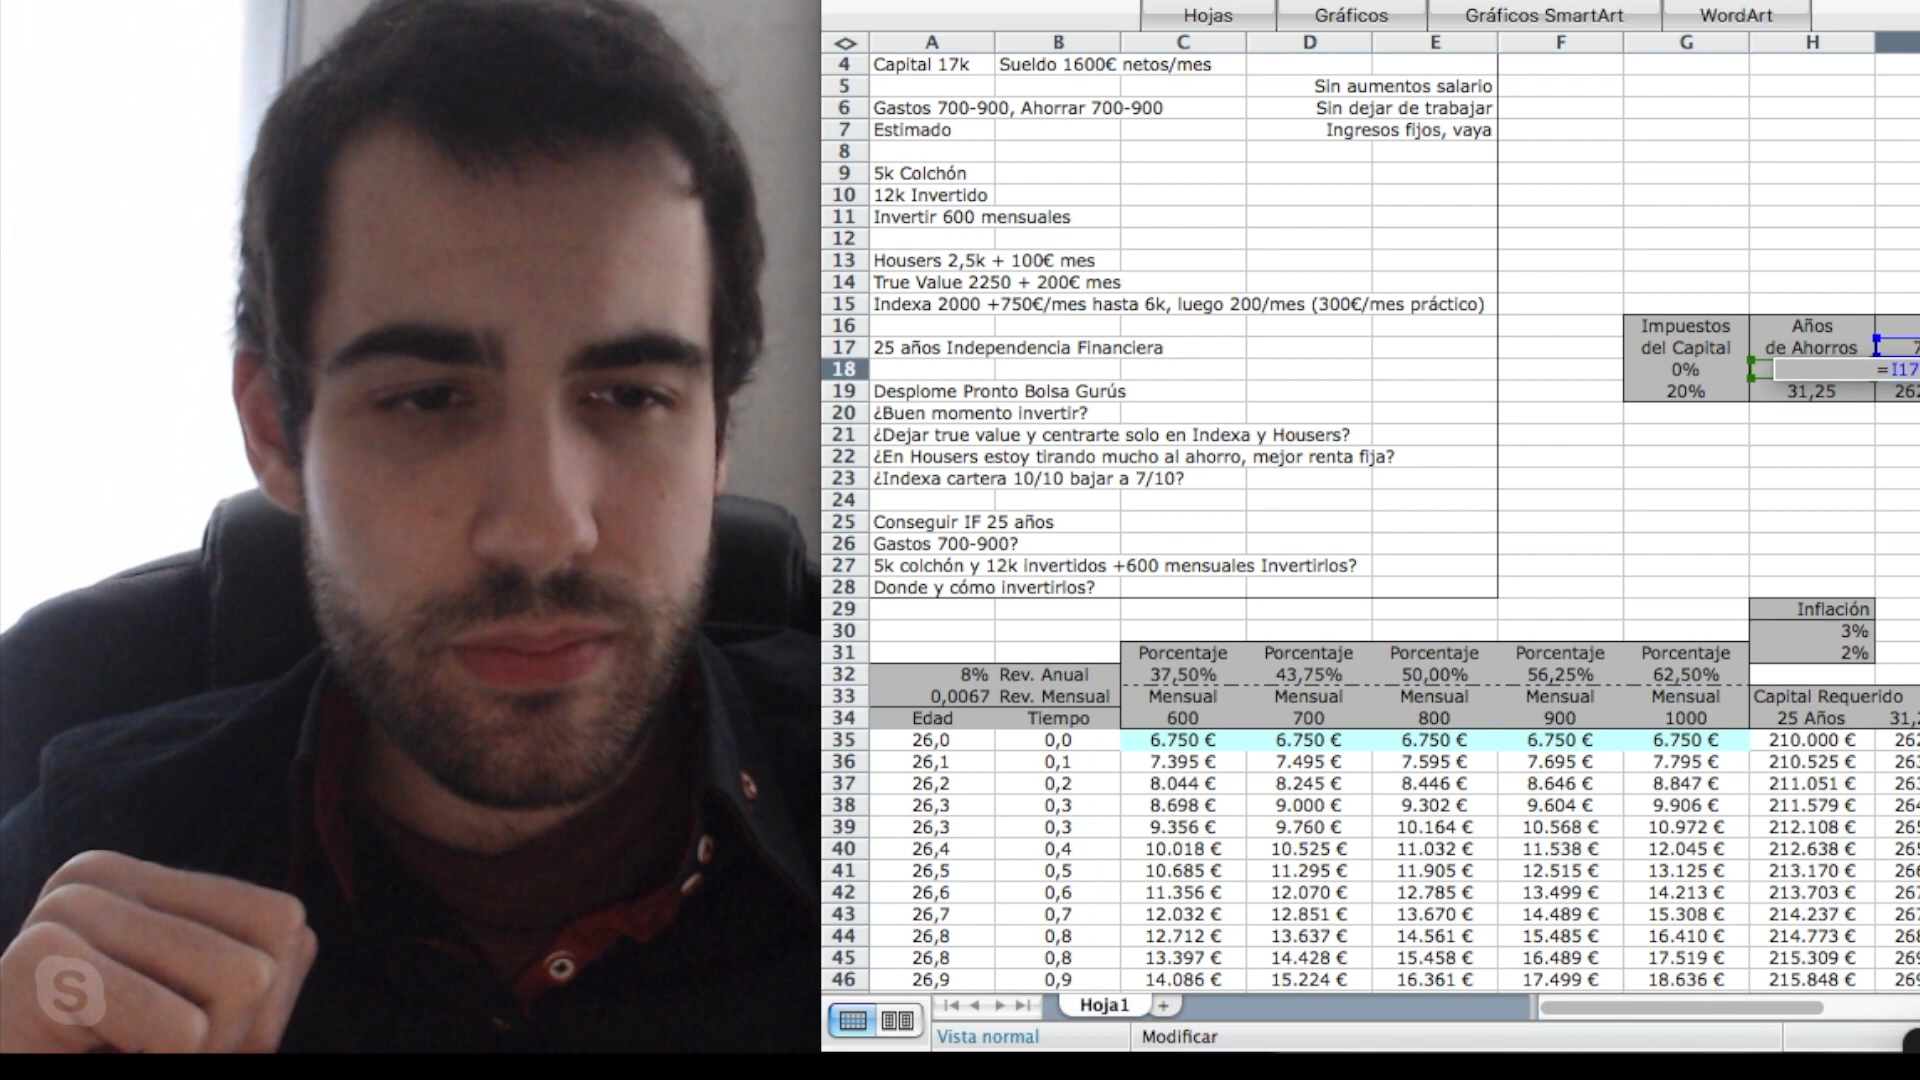 Hojas Gráficos Gráficos SmartArt WordArt
A B C D E F G H
4 Capital 17k Sueldo 1600€ netos/mes
5 Sin aumentos salario
6 Gastos 700-900, Ahorrar 700-900 Sin dejar de trabajar
7 Estimado Ingresos fijos, vaya
8
9 5k Colchón
10 12k Invertido
11 Invertir 600 mensuales
12
13 Housers 2,5k + 100€ mes
14 True Value 2250 + 200€ mes
15 Indexa 2000 +750€/mes hasta 6k, luego 200/mes (300€/mes práctico)
16 Impuestos Años
17 25 años Independencia Financiera del Capital de Ahorros 7
18 0% =I17
19 Desplome Pronto Bolsa Gurús 20% 31,25 262
20 ¿Buen momento invertir?
21 ¿Dejar true value y centrarte solo en Indexa y Housers?
22 ¿En Housers estoy tirando mucho al ahorro, mejor renta fija?
23 ¿Indexa cartera 10/10 bajar a 7/10?
24
25 Conseguir IF 25 años
26 Gastos 700-900?
27 5k colchón y 12k invertidos +600 mensuales Invertirlos?
28 Donde y cómo invertirlos?
29 Inflación
30 3%
31 Porcentaje Porcentaje Porcentaje Porcentaje Porcentaje 2%
32 8% Rev. Anual 37,50% 43,75% 50,00% 56,25% 62,50%
33 0,0067 Rev. Mensual Mensual Mensual Mensual Mensual Mensual Capital Requerido
34 Edad Tiempo 600 700 800 900 1000 25 Años 31,2
35 26,0 0,0 6.750 € 6.750 € 6.750 € 6.750 € 6.750 € 210.000 € 262
36 26,1 0,1 7.395 € 7.495 € 7.595 € 7.695 € 7.795 € 210.525 € 263
37 26,2 0,2 8.044 € 8.245 € 8.446 € 8.646 € 8.847 € 211.051 € 263
38 26,3 0,3 8.698 € 9.000 € 9.302 € 9.604 € 9.906 € 211.579 € 264
39 26,3 0,3 9.356 € 9.760 € 10.164 € 10.568 € 10.972 € 212.108 € 265
40 26,4 0,4 10.018 € 10.525 € 11.032 € 11.538 € 12.045 € 212.638 € 265
41 26,5 0,5 10.685 € 11.295 € 11.905 € 12.515 € 13.125 € 213.170 € 266
42 26,6 0,6 11.356 € 12.070 € 12.785 € 13.499 € 14.213 € 213.703 € 267
43 26,7 0,7 12.032 € 12.851 € 13.670 € 14.489 € 15.308 € 214.237 € 267
44 26,8 0,8 12.712 € 13.637 € 14.561 € 15.485 € 16.410 € 214.773 € 268
45 26,8 0,8 13.397 € 14.428 € 15.458 € 16.489 € 17.519 € 215.309 € 269
46 26,9 0,9 14.086 € 15.224 € 16.361 € 17.499 € 18.636 € 215.848 € 269
Hoja1
Vista normal Modificar